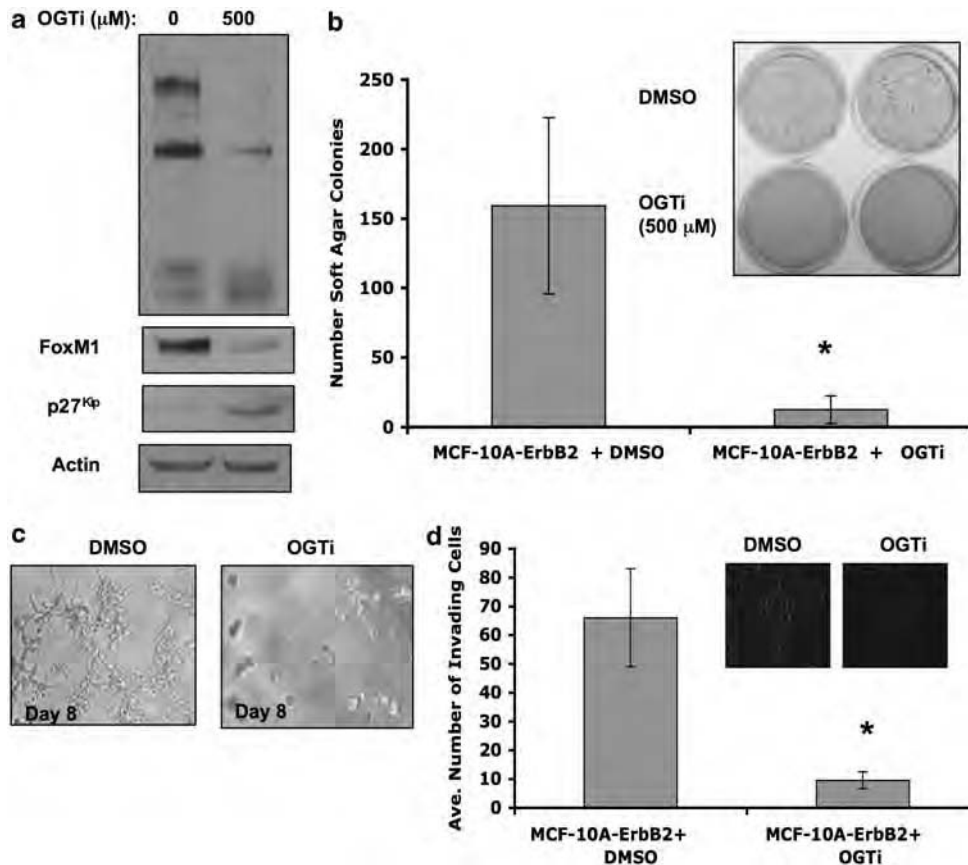 a
OGTi (µM): 0 500
FoxM1
p27Kip
Actin
b
Number Soft Agar Colonies
250
200
150
100
50
0
*
MCF-10A-ErbB2 + DMSO
MCF-10A-ErbB2 + OGTi
DMSO
OGTi
(500 µM)
c
DMSO OGTi
Day 8
Day 8
d
Ave. Number of Invading Cells
90
80
70
60
50
40
30
20
10
0
DMSO OGTi
*
MCF-10A-ErbB2+
DMSO
MCF-10A-ErbB2+
OGTi